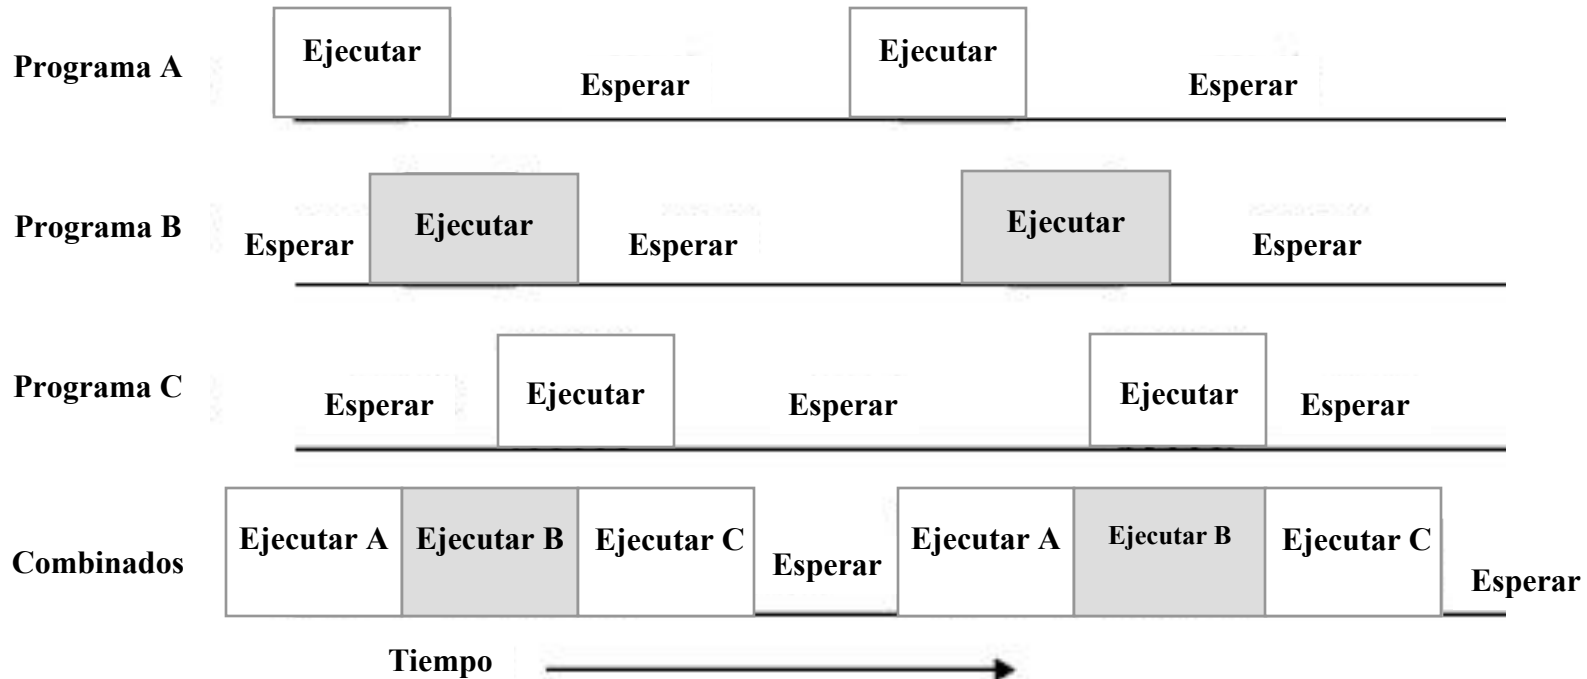 Programa A
Ejecutar
Esperar
Ejecutar
Esperar
Programa B
Esperar
Ejecutar
Esperar
Ejecutar
Esperar
Programa C
Esperar
Ejecutar
Esperar
Ejecutar
Esperar
Combinados
Ejecutar A
Ejecutar B
Ejecutar C
Esperar
Ejecutar A
Ejecutar B
Ejecutar C
Esperar
Tiempo